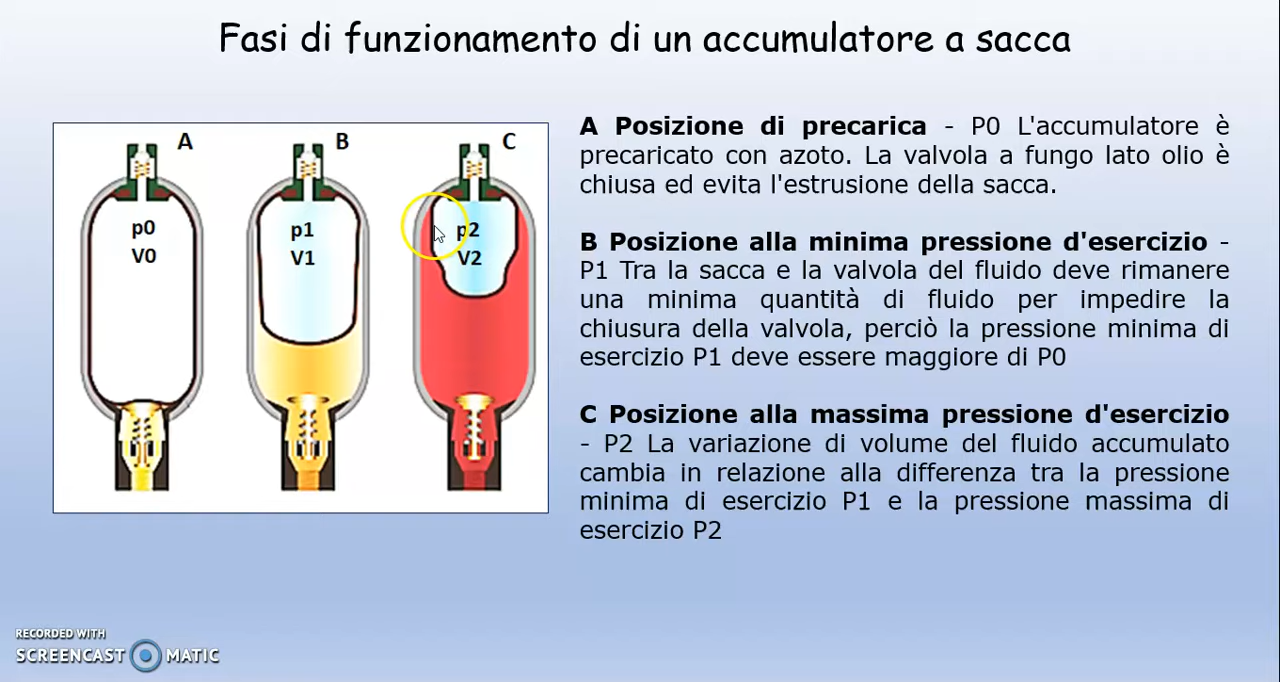 Fasi di funzionamento di un accumulatore a sacca
A
B
C
p0
V0
p1
V1
p2
V2
A Posizione di precarica - P0 L'accumulatore è
precaricato con azoto. La valvola a fungo lato olio è
chiusa ed evita l'estrusione della sacca.
B Posizione alla minima pressione d'esercizio -
P1 Tra la sacca e la valvola del fluido deve rimanere
una minima quantità di fluido per impedire la
chiusura della valvola, perciò la pressione minima di
esercizio P1 deve essere maggiore di P0
C Posizione alla massima pressione d'esercizio
- P2 La variazione di volume del fluido accumulato
cambia in relazione alla differenza tra la pressione
minima di esercizio P1 e la pressione massima di
esercizio P2
RECORDED WITH
SCREENCAST MATIC